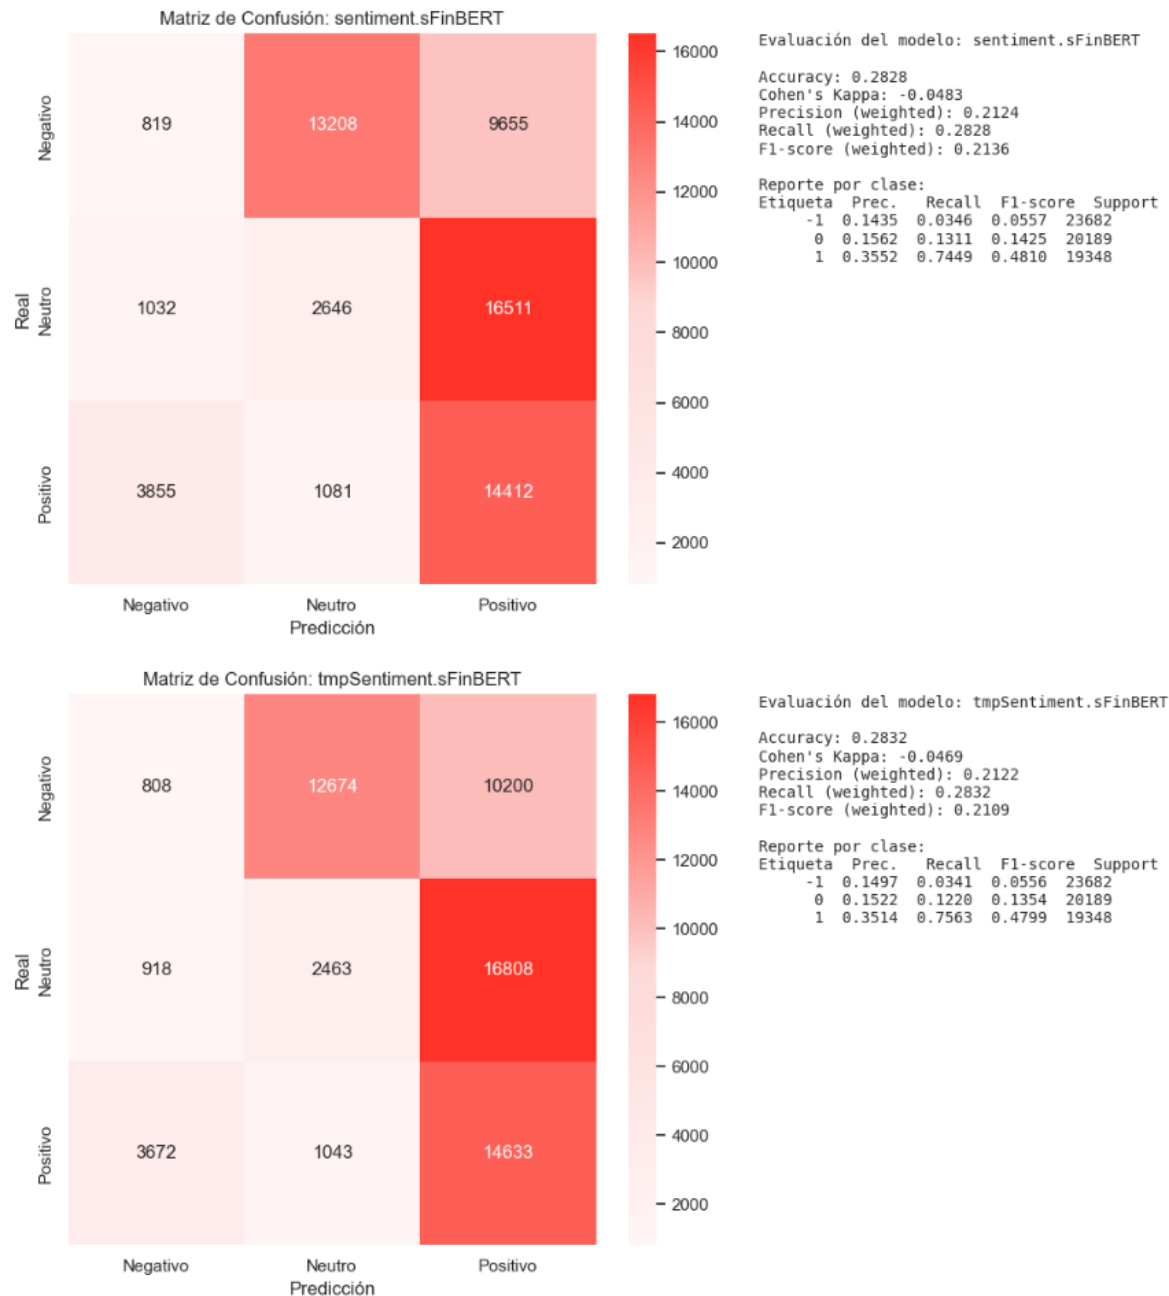 Matriz de Confusión: sentiment.sFinBERT
Negativo
819
13208
9655
Real
Neutro
1032
2646
16511
Positivo
3855
1081
14412
Negativo
Neutro
Positivo
Predicción
16000
14000
12000
10000
8000
6000
4000
2000
Evaluación del modelo: sentiment.sFinBERT
Accuracy: 0.2828
Cohen's Kappa: -0.0483
Precision (weighted): 0.2124
Recall (weighted): 0.2828
F1-score (weighted): 0.2136
Reporte por clase:
Etiqueta Prec. Recall F1-score Support
-1 0.1435 0.0346 0.0557 23682
0 0.1562 0.1311 0.1425 20189
1 0.3552 0.7449 0.4810 19348
Matriz de Confusión: tmpSentiment.sFinBERT
Negativo
808
12674
10200
Real
Neutro
918
2463
16808
Positivo
3672
1043
14633
Negativo
Neutro
Positivo
Predicción
16000
14000
12000
10000
8000
6000
4000
2000
Evaluación del modelo: tmpSentiment.sFinBERT
Accuracy: 0.2832
Cohen's Kappa: -0.0469
Precision (weighted): 0.2122
Recall (weighted): 0.2832
F1-score (weighted): 0.2109
Reporte por clase:
Etiqueta Prec. Recall F1-score Support
-1 0.1497 0.0341 0.0556 23682
0 0.1522 0.1220 0.1354 20189
1 0.3514 0.7563 0.4799 19348